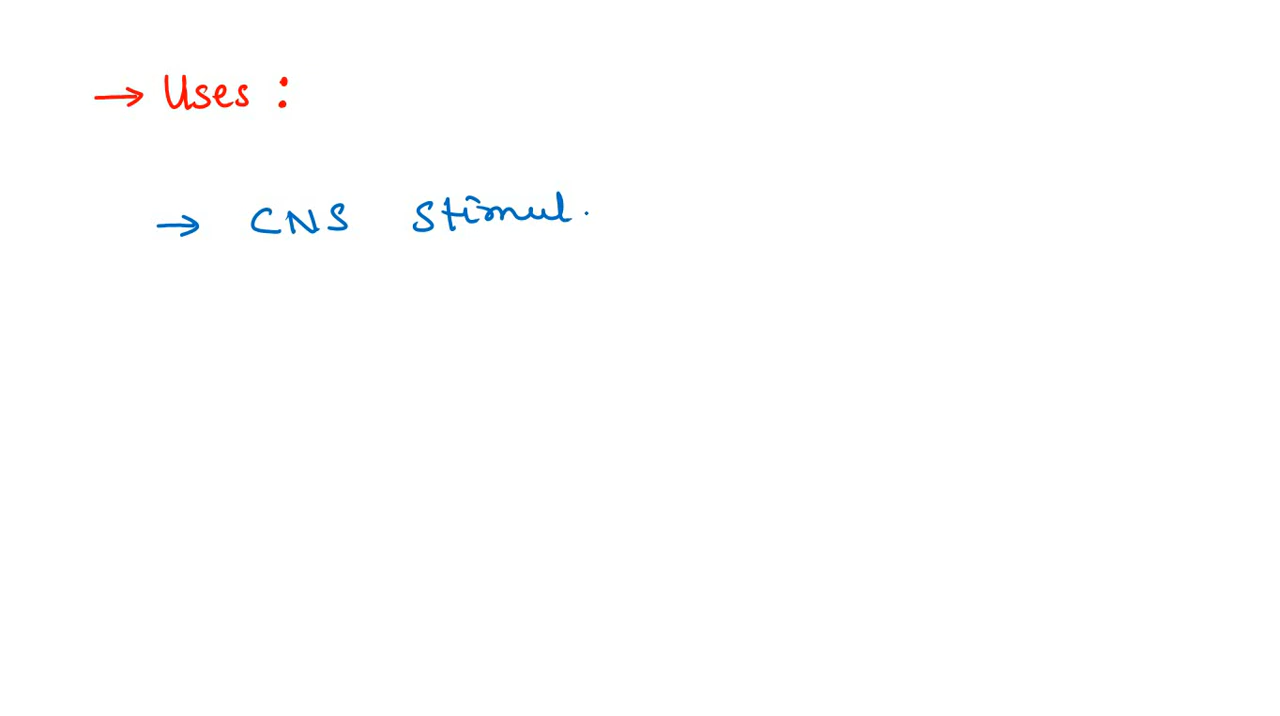 → Uses :
→ CNS Stimul.